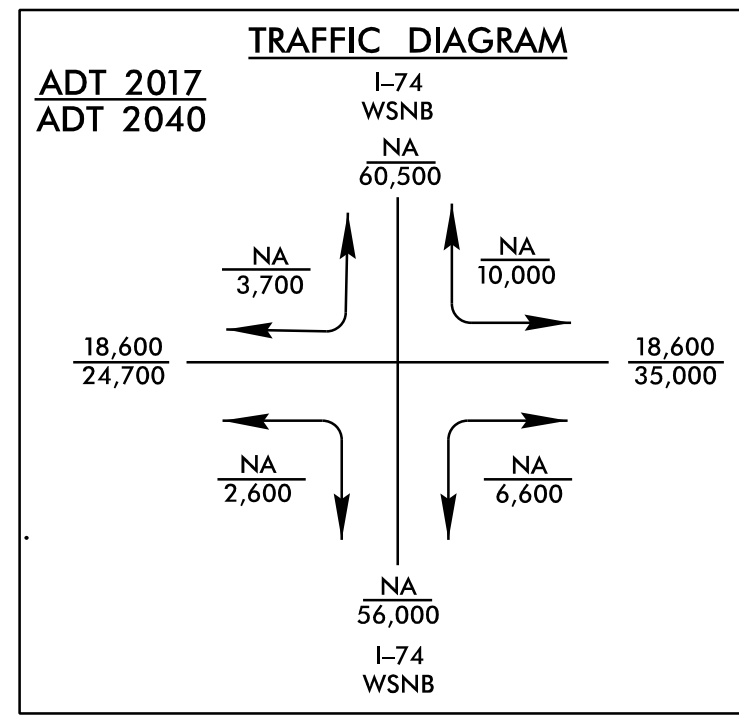 TRAFFIC DIAGRAM
ADT 2017
ADT 2040
I–74
WSNB
NA
60,500
NA
3,700
NA
10,000
18,600
24,700
18,600
35,000
NA
2,600
NA
6,600
NA
56,000
I–74
WSNB